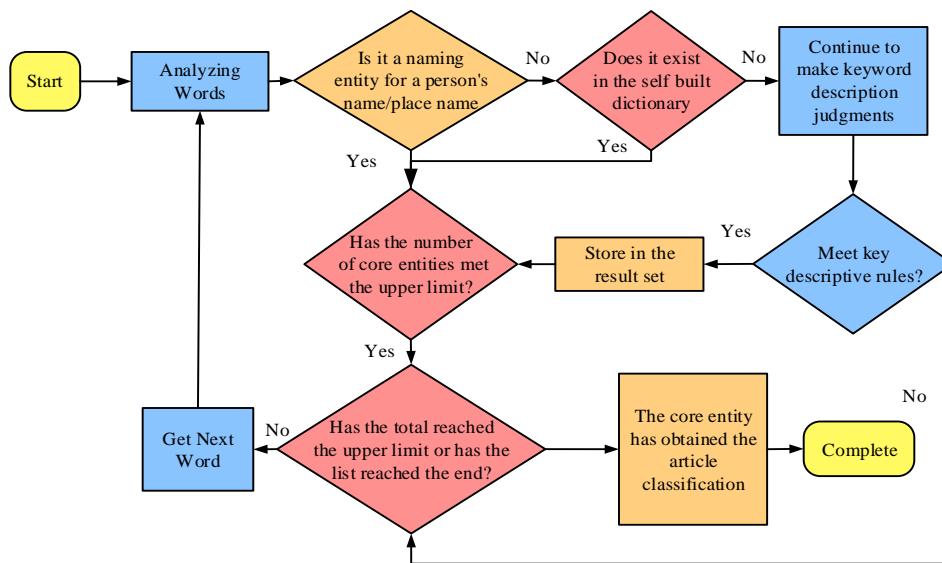 Start
Analyzing
Words
Is it a naming
entity for a person's
name/place name
No
Does it exist
in the self built
dictionary
No
Continue to
make keyword
description
judgments
Yes
Yes
Has the number
of core entities met
the upper limit?
Store in the
result set
Yes
Meet key
descriptive rules?
Yes
Get Next
Word
No
Has the total reached
the upper limit or has the
list reached the end?
The core entity
has obtained the
article
classification
No
Complete